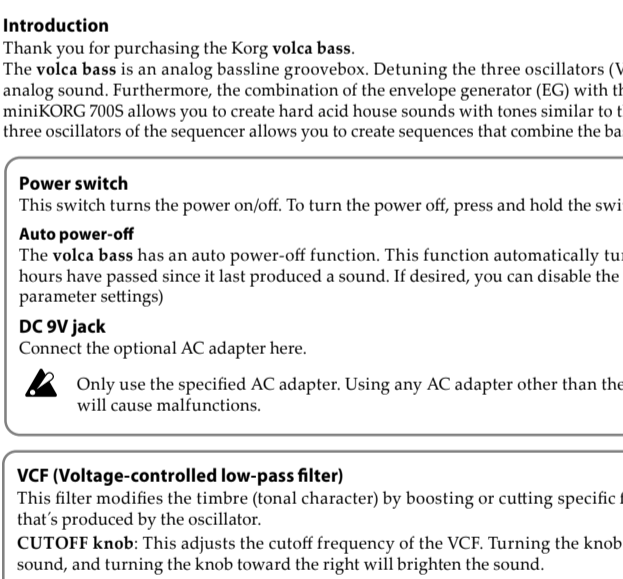 Introduction
Thank you for purchasing the Korg volca bass.
The volca bass is an analog bassline groovebox. Detuning the three oscillators (V
analog sound. Furthermore, the combination of the envelope generator (EG) with th
miniKORG 700S allows you to create hard acid house sounds with tones similar to t
three oscillators of the sequencer allows you to create sequences that combine the ba
Power switch
This switch turns the power on/off. To turn the power off, press and hold the swi
Auto power-off
The volca bass has an auto power-off function. This function automatically tu
hours have passed since it last produced a sound. If desired, you can disable the
parameter settings)
DC 9V jack
Connect the optional AC adapter here.
Only use the specified AC adapter. Using any AC adapter other than the
will cause malfunctions.
VCF (Voltage-controlled low-pass filter)
This filter modifies the timbre (tonal character) by boosting or cutting specific f
that's produced by the oscillator.
CUTOFF knob: This adjusts the cutoff frequency of the VCF. Turning the knob
sound, and turning the knob toward the right will brighten the sound.